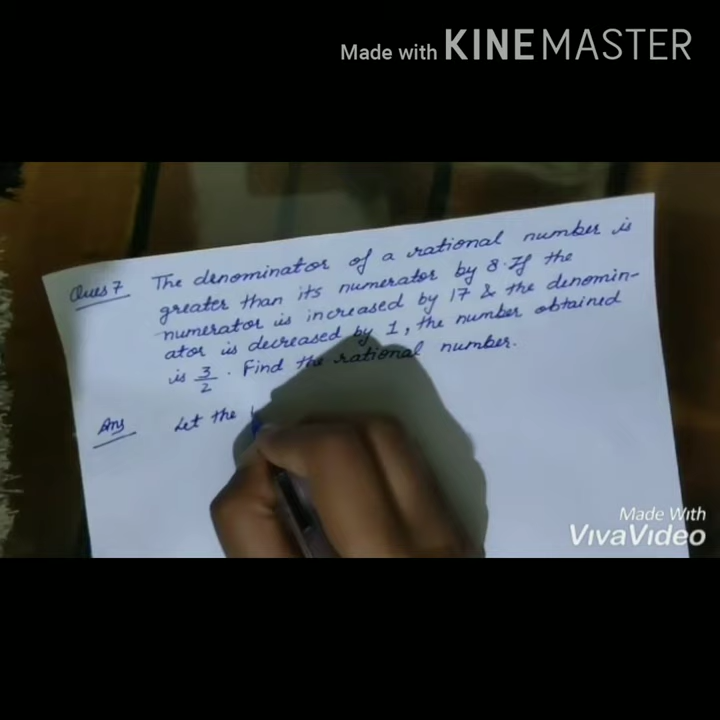 Made with KINEMASTER
Ques 7 The denominator of a rational number is
greater than its numerator by 8. If the
numerator is increased by 17 & the denomin-
ator is decreased by 1, the number obtained
is 3/2. Find the rational number.
Ans Let the
Made With
VivaVideo